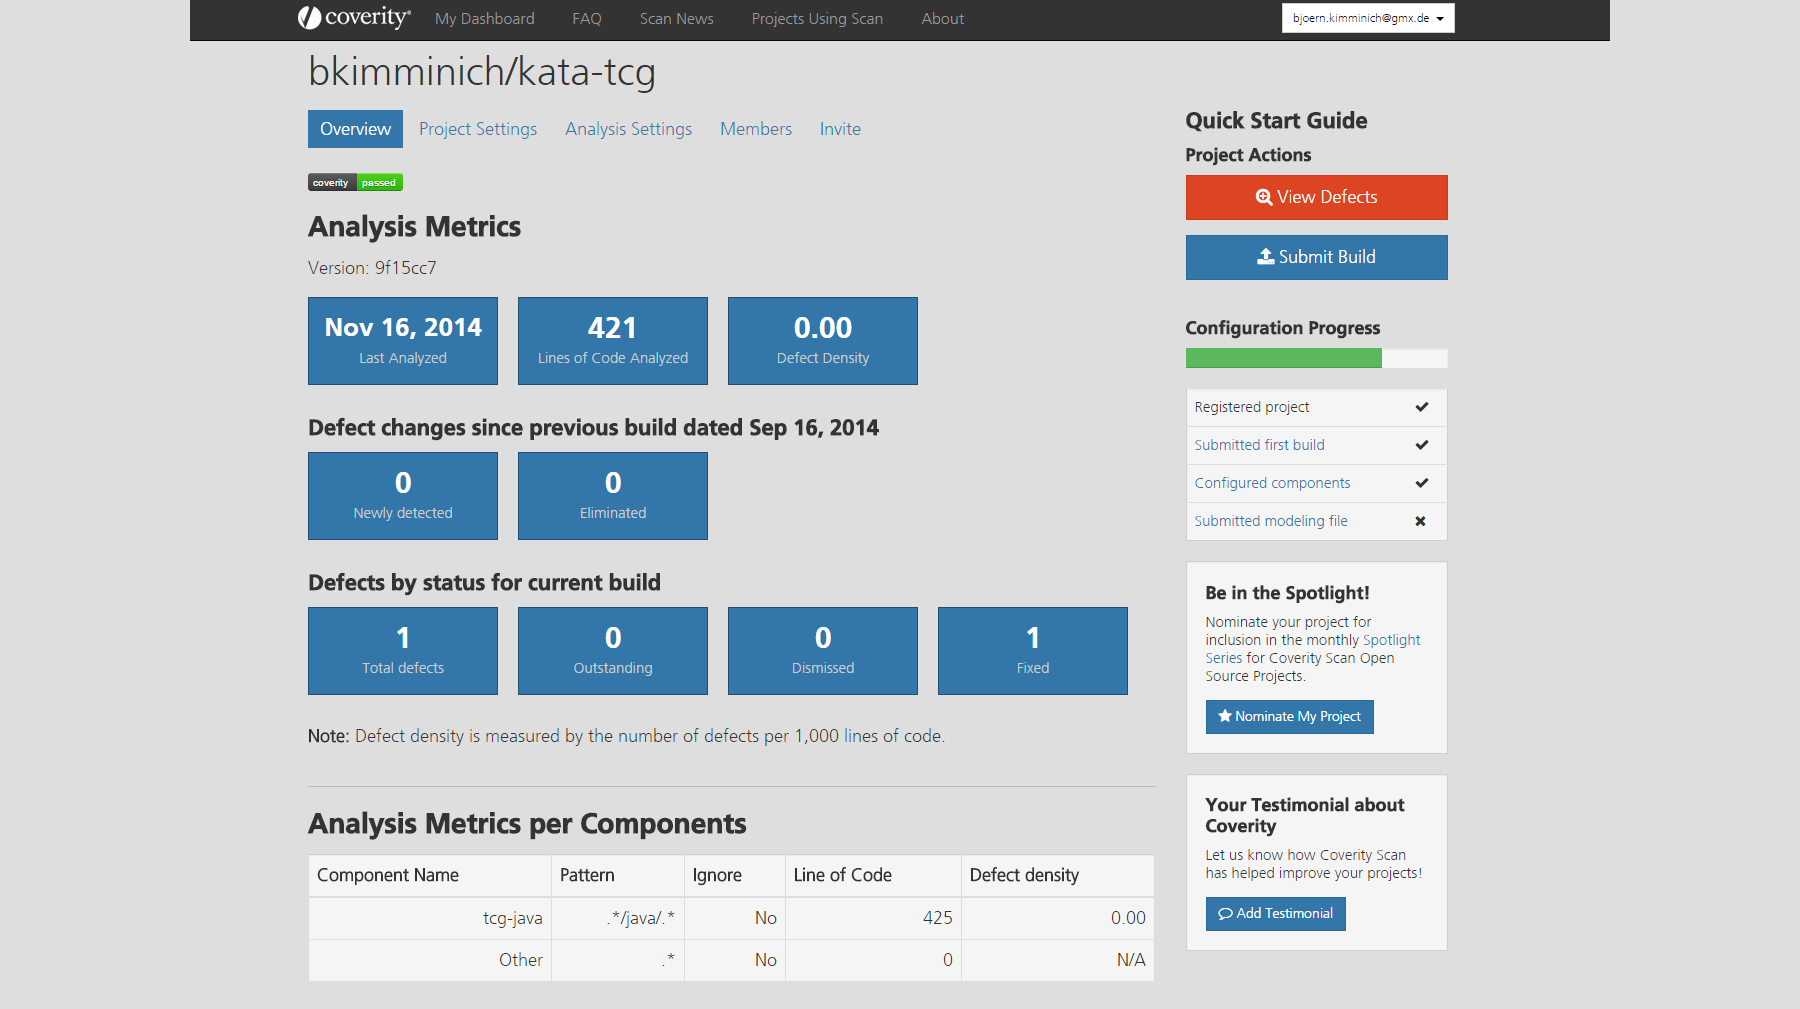 coverity® My Dashboard FAQ Scan News Projects Using Scan About bjoern.kimminich@gmx.de
bkimminich/kata-tcg
Overview Project Settings Analysis Settings Members Invite
coverity passed
Analysis Metrics
Version: 9f15cc7
Nov 16, 2014
Last Analyzed
421
Lines of Code Analyzed
0.00
Defect Density
Defect changes since previous build dated Sep 16, 2014
0
Newly detected
0
Eliminated
Defects by status for current build
1
Total defects
0
Outstanding
0
Dismissed
1
Fixed
Note: Defect density is measured by the number of defects per 1,000 lines of code.
Analysis Metrics per Components
Component Name Pattern Ignore Line of Code Defect density
tcg-java .*/java/.* No 425 0.00
Other .* No 0 N/A
Quick Start Guide
Project Actions
View Defects
Submit Build
Configuration Progress
Registered project
Submitted first build
Configured components
Submitted modeling file
Be in the Spotlight!
Nominate your project for
inclusion in the monthly Spotlight
Series for Coverity Scan Open
Source Projects.
Nominate My Project
Your Testimonial about
Coverity
Let us know how Coverity Scan
has helped improve your projects!
Add Testimonial